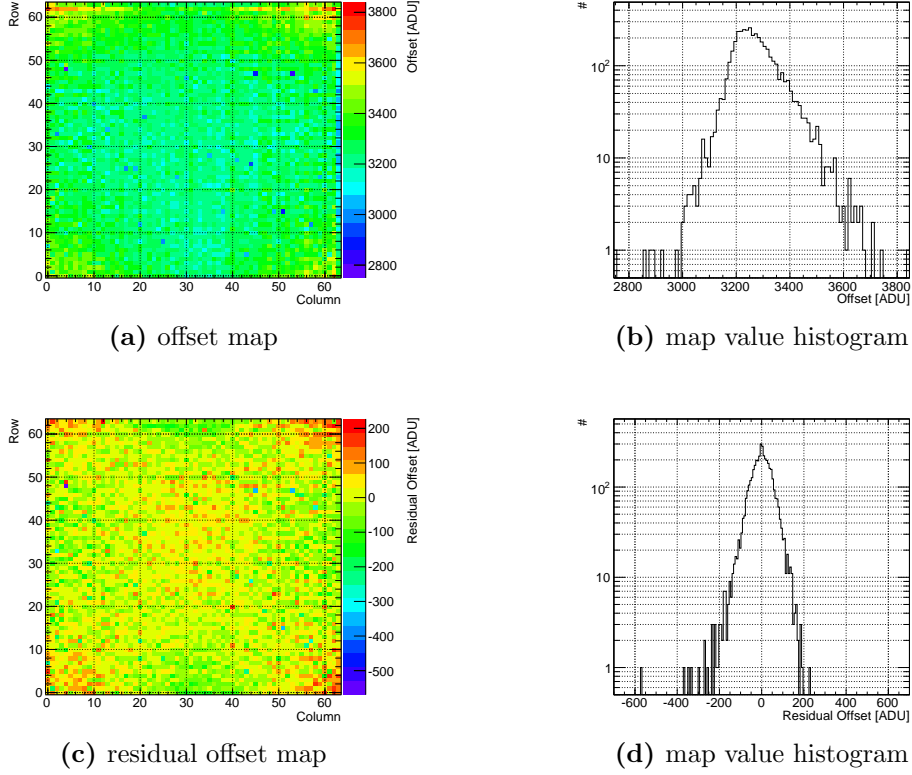 Row
60
50
40
30
20
10
0
0 10 20 30 40 50 60
Column
Offset [ADU]
3800
3600
3400
3200
3000
2800
#
10²
10
1
2800 3000 3200 3400 3600 3800
Offset [ADU]
(a) offset map
(b) map value histogram
Row
60
50
40
30
20
10
0
0 10 20 30 40 50 60
Column
Residual Offset [ADU]
200
100
0
-100
-200
-300
-400
-500
#
10²
10
1
-600 -400 -200 0 200 400 600
Residual Offset [ADU]
(c) residual offset map
(d) map value histogram